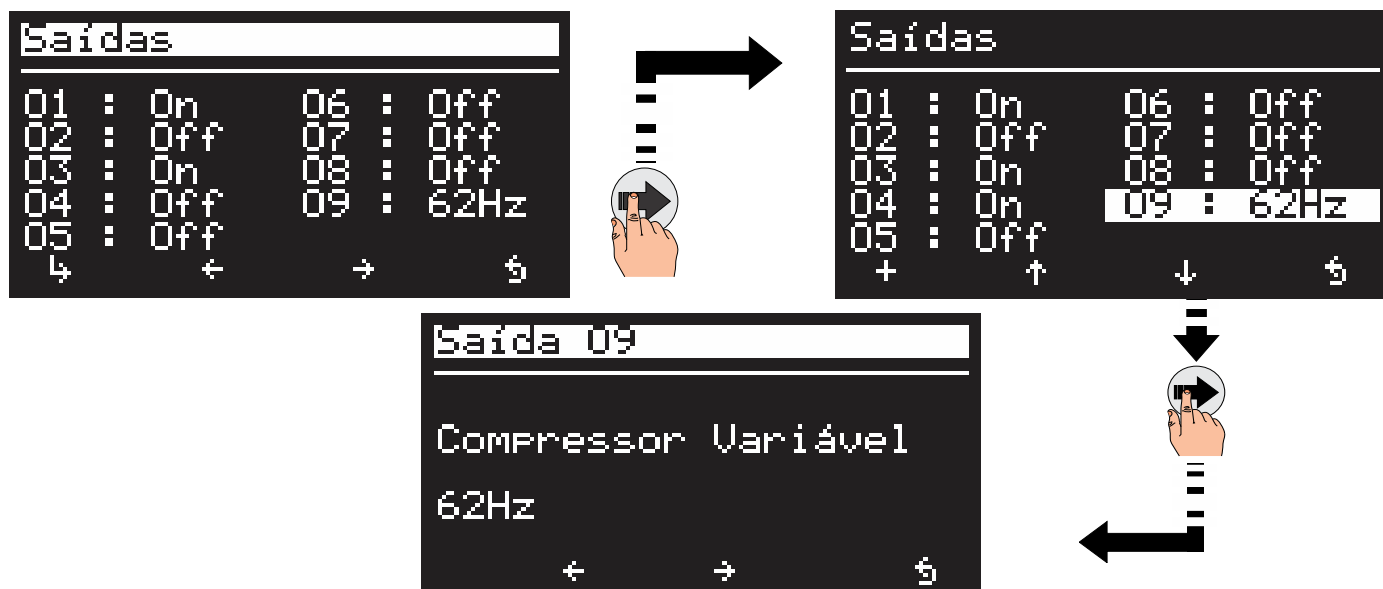 Saídas
01 : On 06 : Off
02 : Off 07 : Off
03 : On 08 : Off
04 : Off 09 : 62Hz
05 : Off
Saídas
01 : On 06 : Off
02 : Off 07 : Off
03 : On 08 : Off
04 : On 09 : 62Hz
05 : Off
Saída 09
Compressor Variável
62Hz